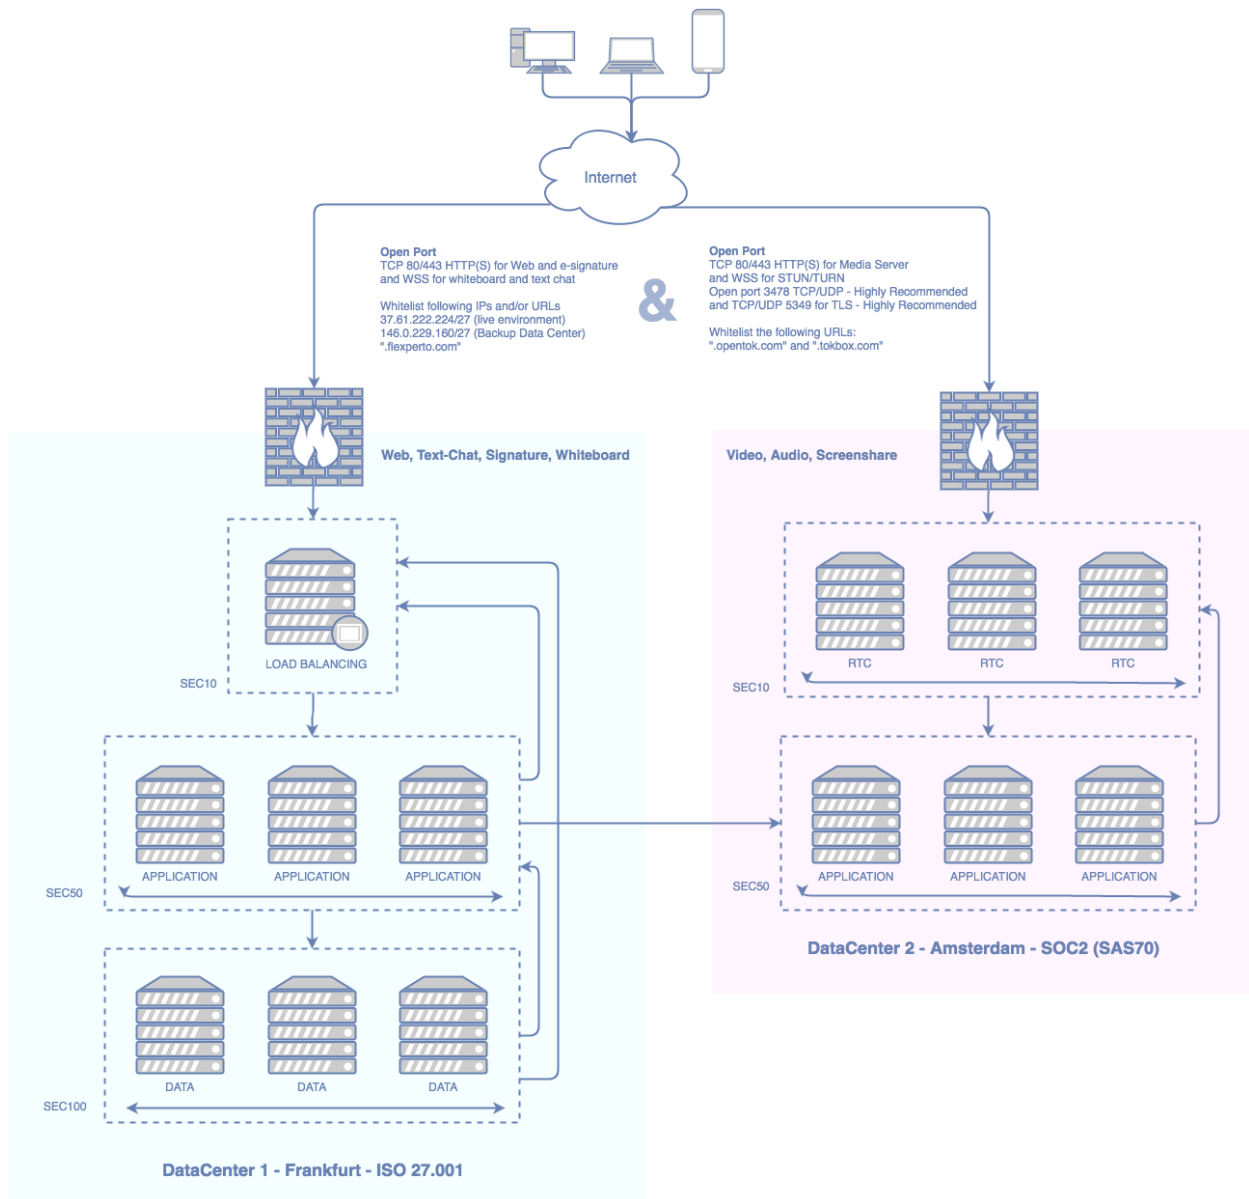 Internet
Open Port
TCP 80/443 HTTP(S) for Web and e-signature
and WSS for whiteboard and text chat
Whitelist following IPs and/or URLs
37.61.222.224/27 (live environment)
146.0.229.160/27 (Backup Data Center)
".flexperto.com"
&
Open Port
TCP 80/443 HTTP(S) for Media Server
and WSS for STUN/TURN
Open port 3478 TCP/UDP - Highly Recommended
and TCP/UDP 5349 for TLS - Highly Recommended
Whitelist the following URLs:
".opentok.com" and ".tokbox.com"
Web, Text-Chat, Signature, Whiteboard
LOAD BALANCING
SEC10
APPLICATION
APPLICATION
APPLICATION
SEC50
DATA
DATA
DATA
SEC100
DataCenter 1 - Frankfurt - ISO 27.001
Video, Audio, Screenshare
RTC
RTC
RTC
SEC10
APPLICATION
APPLICATION
APPLICATION
SEC50
DataCenter 2 - Amsterdam - SOC2 (SAS70)